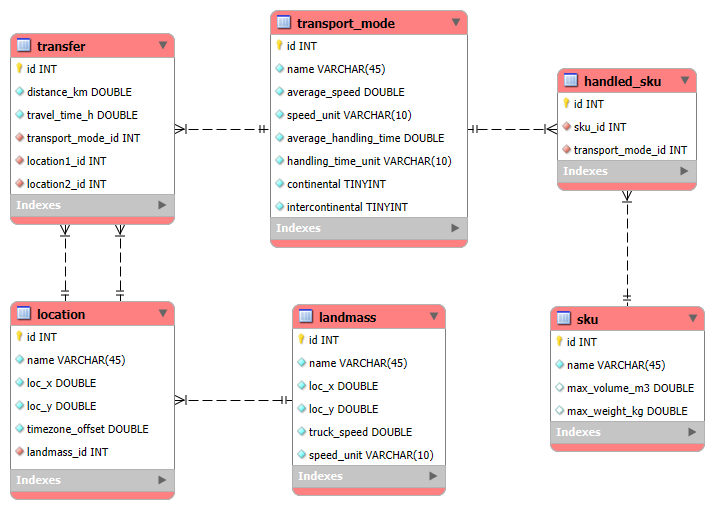 transfer
id INT
distance_km DOUBLE
travel_time_h DOUBLE
transport_mode_id INT
location1_id INT
location2_id INT
Indexes
transport_mode
id INT
name VARCHAR(45)
average_speed DOUBLE
speed_unit VARCHAR(10)
average_handling_time DOUBLE
handling_time_unit VARCHAR(10)
continental TINYINT
intercontinental TINYINT
Indexes
handled_sku
id INT
sku_id INT
transport_mode_id INT
Indexes
location
id INT
name VARCHAR(45)
loc_x DOUBLE
loc_y DOUBLE
timezone_offset DOUBLE
landmass_id INT
Indexes
landmass
id INT
name VARCHAR(45)
loc_x DOUBLE
loc_y DOUBLE
truck_speed DOUBLE
speed_unit VARCHAR(10)
Indexes
sku
id INT
name VARCHAR(45)
max_volume_m3 DOUBLE
max_weight_kg DOUBLE
Indexes